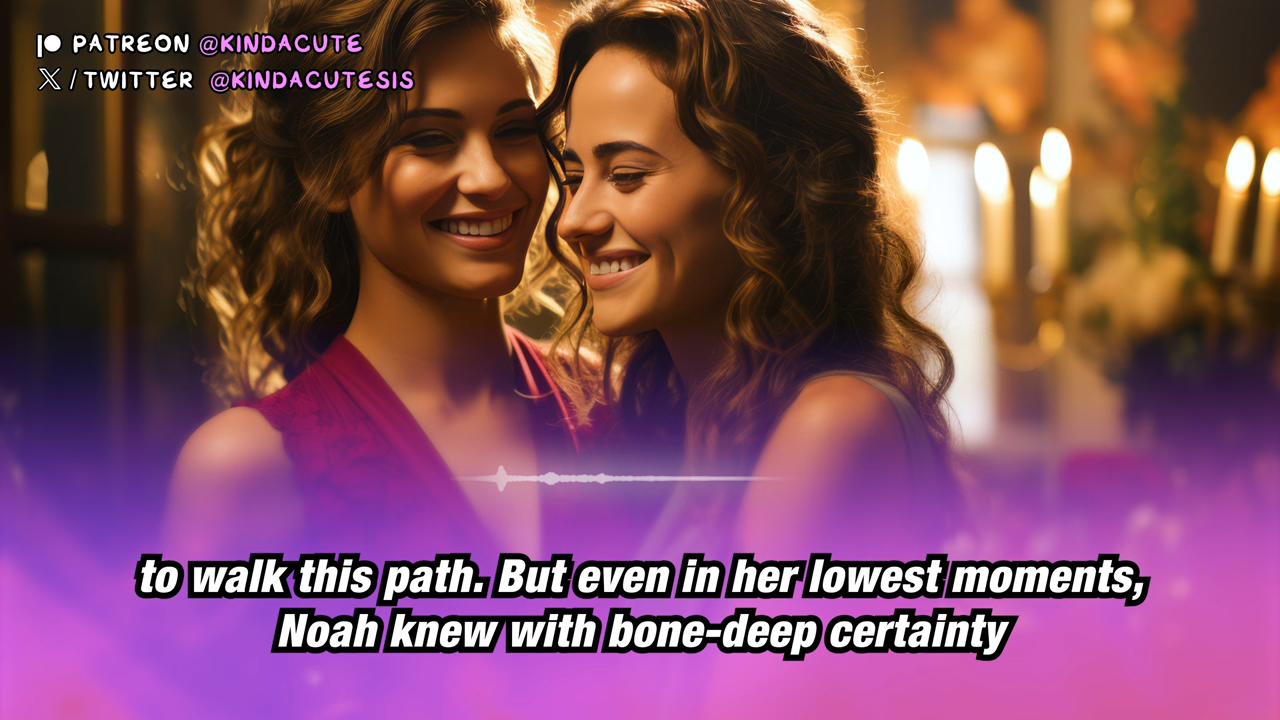 PATREON @KINDACUTE
X / TWITTER @KINDACUTESIS
to walk this path. But even in her lowest moments,
Noah knew with bone-deep certainty